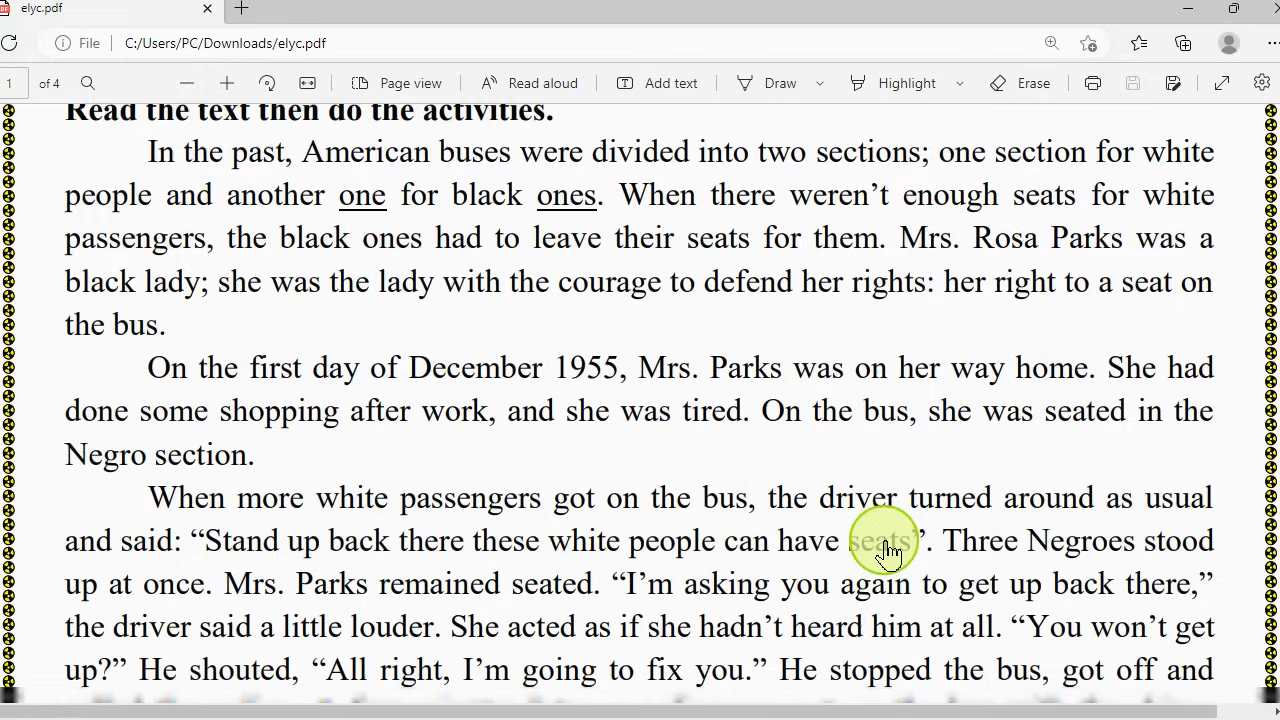 elyc.pdf
File C:/Users/PC/Downloads/elyc.pdf
1 of 4 Page view Read aloud Add text Draw Highlight Erase
Read the text then do the activities.
In the past, American buses were divided into two sections; one section for white
people and another one for black ones. When there weren’t enough seats for white
passengers, the black ones had to leave their seats for them. Mrs. Rosa Parks was a
black lady; she was the lady with the courage to defend her rights: her right to a seat on
the bus.
On the first day of December 1955, Mrs. Parks was on her way home. She had
done some shopping after work, and she was tired. On the bus, she was seated in the
Negro section.
When more white passengers got on the bus, the driver turned around as usual
and said: “Stand up back there these white people can have seats”. Three Negroes stood
up at once. Mrs. Parks remained seated. “I’m asking you again to get up back there,”
the driver said a little louder. She acted as if she hadn’t heard him at all. “You won’t get
up?” He shouted, “All right, I’m going to fix you.” He stopped the bus, got off and